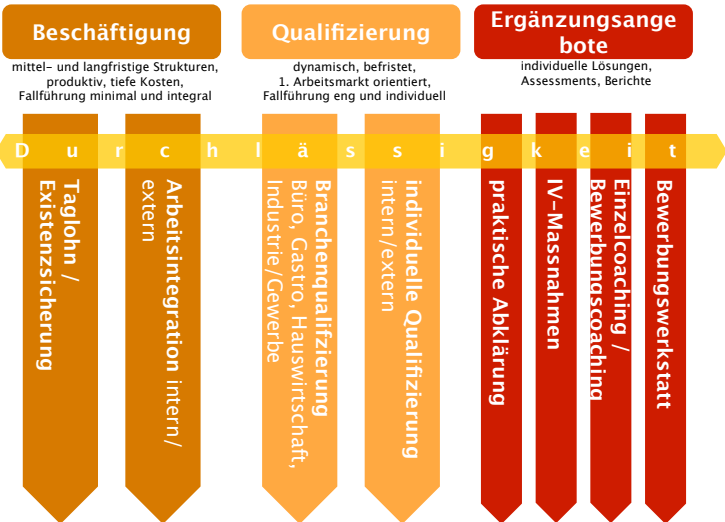 Beschäftigung
mittel- und langfristige Strukturen,
produktiv, tiefe Kosten,
Fallführung minimal und integral
Qualifizierung
dynamisch, befristet,
1. Arbeitsmarkt orientiert,
Fallführung eng und individuell
Ergänzungsange
bote
individuelle Lösungen,
Assessments, Berichte
Durchlässigkeit
Taglohn /
Existenzsicherung
Arbeitsintegration intern/
extern
Branchenqualifzierung
Büro, Gastro, Hauswirtschaft,
Industrie/Gewerbe
individuelle Qualifizierung
intern/extern
praktische Abklärung
IV-Massnahmen
Einzelcoaching /
Bewerbungscoaching
Bewerbungswerkstatt